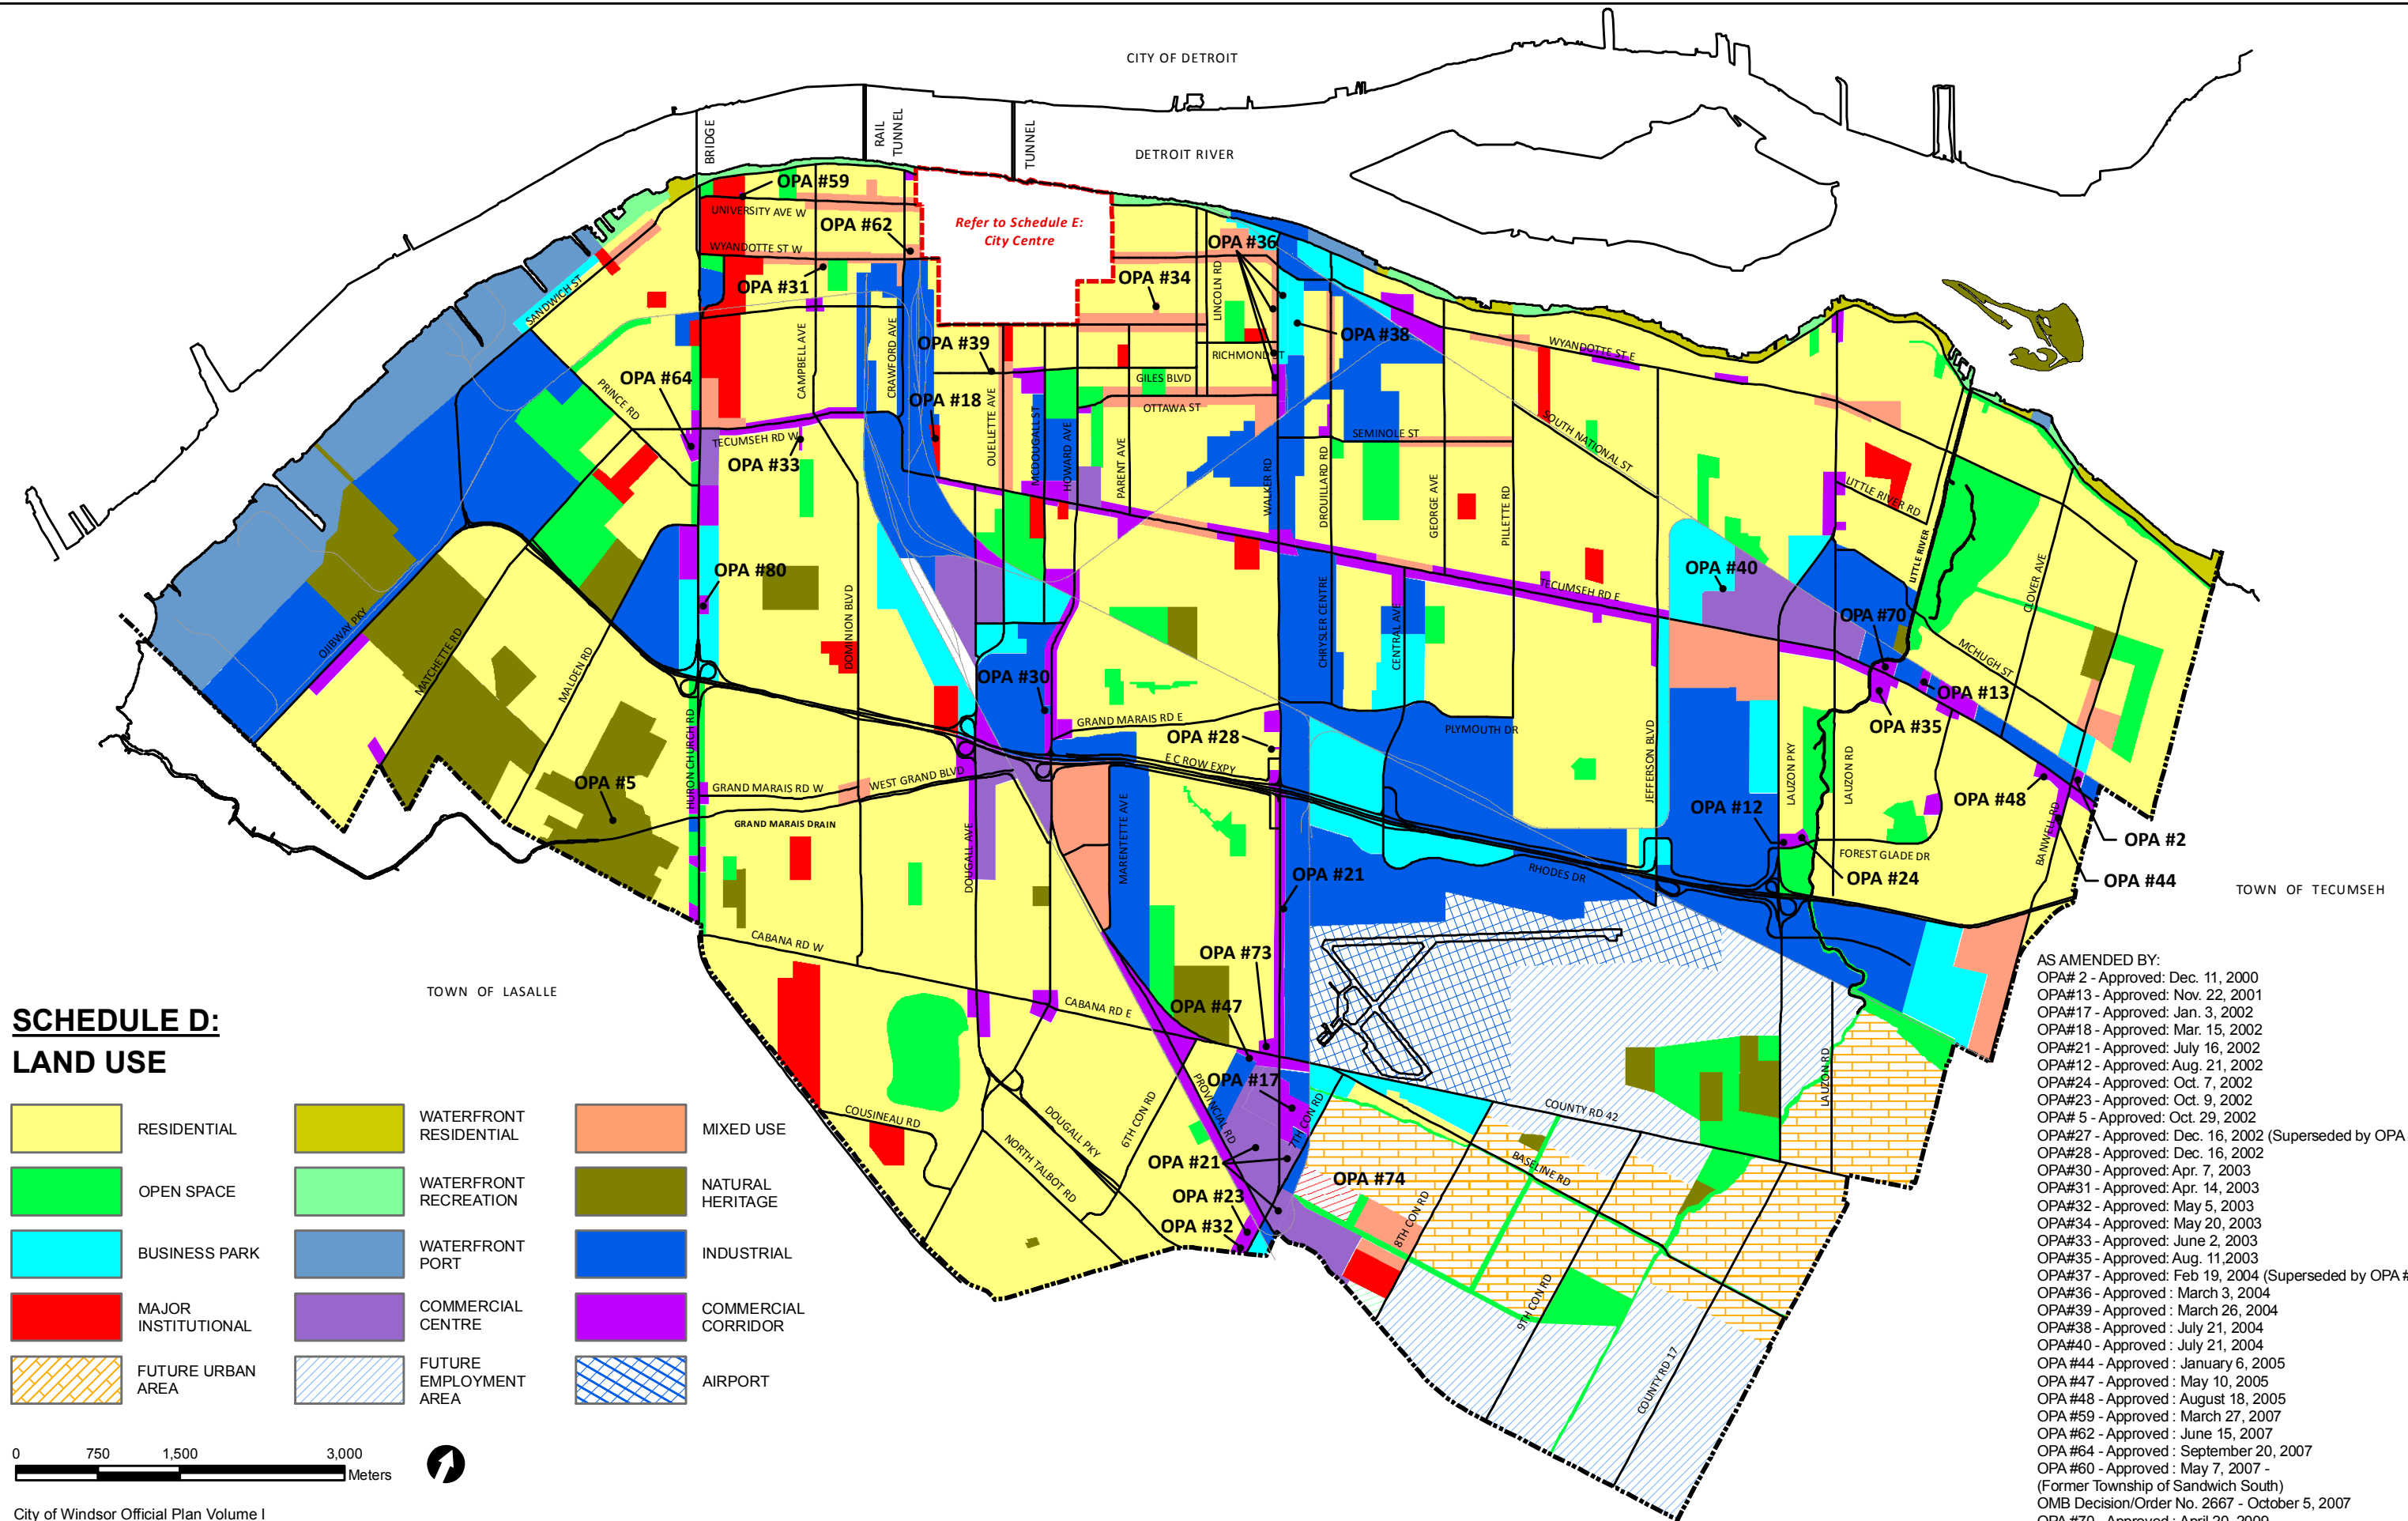 CITY OF DETROIT
BRIDGE
RAIL
TUNNEL
TUNNEL
DETROIT RIVER
OPA #59
UNIVERSITY AVE W
OPA #62
Refer to Schedule E:
City Centre
WYANDOTTE ST W
OPA #36
OPA #31
OPA #34
LINCOLN RD
SANDWICH ST
OPA #38
OPA #39
RICHMOND ST
WYANDOTTE ST E
CAMPBELL AVE
CRAWFORD AVE
OPA #64
PRINCE RD
GILES BLVD
OPA #18
OTTAWA ST
OUELLETTE AVE
MCDOUGALL ST
HOWARD AVE
PARENT AVE
TECUMSEH RD W
OPA #33
SEMINOLE ST
SOUTH NATIONAL ST
WALKER RD
DROUILLARD RD
GEORGE AVE
PILLETTE RD
LITTLE RIVER RD
LITTLE RIVER
CLOVER AVE
OPA #80
OPA #40
TECUMSEH RD E
OPA #70
OJIBWAY PKY
MATCHETTE RD
MALDEN RD
DOMINION BLVD
CHRYSLER CENTRE
CENTRAL AVE
MCHUGH ST
OPA #30
OPA #13
OPA #35
GRAND MARAIS RD E
OPA #28
PLYMOUTH DR
E C ROW EXPY
HURON CHURCH RD
OPA #5
GRAND MARAIS RD W
WEST GRAND BLVD
GRAND MARAIS DRAIN
JEFFERSON BLVD
LAUZON PKY
LAUZON RD
OPA #12
OPA #48
BANWELL RD
OPA #2
DOUGALL AVE
MARENTETTE AVE
FOREST GLADE DR
OPA #24
OPA #44
OPA #21
RHODES DR
TOWN OF TECUMSEH
CABANA RD W
OPA #73
TOWN OF LASALLE
CABANA RD E
OPA #47
OPA #17
PROVINCIAL RD
7TH CON RD
LAUZON RD
COUNTY RD 42
COUSINEAU RD
DOUGALL PKY
6TH CON RD
NORTH TALBOT RD
OPA #21
OPA #74
BASELINE RD
OPA #23
OPA #32
8TH CON RD
9TH CON RD
COUNTY RD 17
SCHEDULE D:
LAND USE
RESIDENTIAL
WATERFRONT
RESIDENTIAL
MIXED USE
OPEN SPACE
WATERFRONT
RECREATION
NATURAL
HERITAGE
BUSINESS PARK
WATERFRONT
PORT
INDUSTRIAL
MAJOR
INSTITUTIONAL
COMMERCIAL
CENTRE
COMMERCIAL
CORRIDOR
FUTURE URBAN
AREA
FUTURE
EMPLOYMENT
AREA
AIRPORT
0 750 1,500 3,000
Meters
City of Windsor Official Plan Volume I
AS AMENDED BY:
OPA# 2 - Approved: Dec. 11, 2000
OPA#13 - Approved: Nov. 22, 2001
OPA#17 - Approved: Jan. 3, 2002
OPA#18 - Approved: Mar. 15, 2002
OPA#21 - Approved: July 16, 2002
OPA#12 - Approved: Aug. 21, 2002
OPA#24 - Approved: Oct. 7, 2002
OPA#23 - Approved: Oct. 9, 2002
OPA# 5 - Approved: Oct. 29, 2002
OPA#27 - Approved: Dec. 16, 2002 (Superseded by OPA
OPA#28 - Approved: Dec. 16, 2002
OPA#30 - Approved: Apr. 7, 2003
OPA#31 - Approved: Apr. 14, 2003
OPA#32 - Approved: May 5, 2003
OPA#34 - Approved: May 20, 2003
OPA#33 - Approved: June 2, 2003
OPA#35 - Approved: Aug. 11,2003
OPA#37 - Approved: Feb 19, 2004 (Superseded by OPA #
OPA#36 - Approved : March 3, 2004
OPA#39 - Approved : March 26, 2004
OPA#38 - Approved : July 21, 2004
OPA#40 - Approved : July 21, 2004
OPA #44 - Approved : January 6, 2005
OPA #47 - Approved : May 10, 2005
OPA #48 - Approved : August 18, 2005
OPA #59 - Approved : March 27, 2007
OPA #62 - Approved : June 15, 2007
OPA #64 - Approved : September 20, 2007
OPA #60 - Approved : May 7, 2007 -
(Former Township of Sandwich South)
OMB Decision/Order No. 2667 - October 5, 2007
OPA #70 - Approved : April 20, 2009